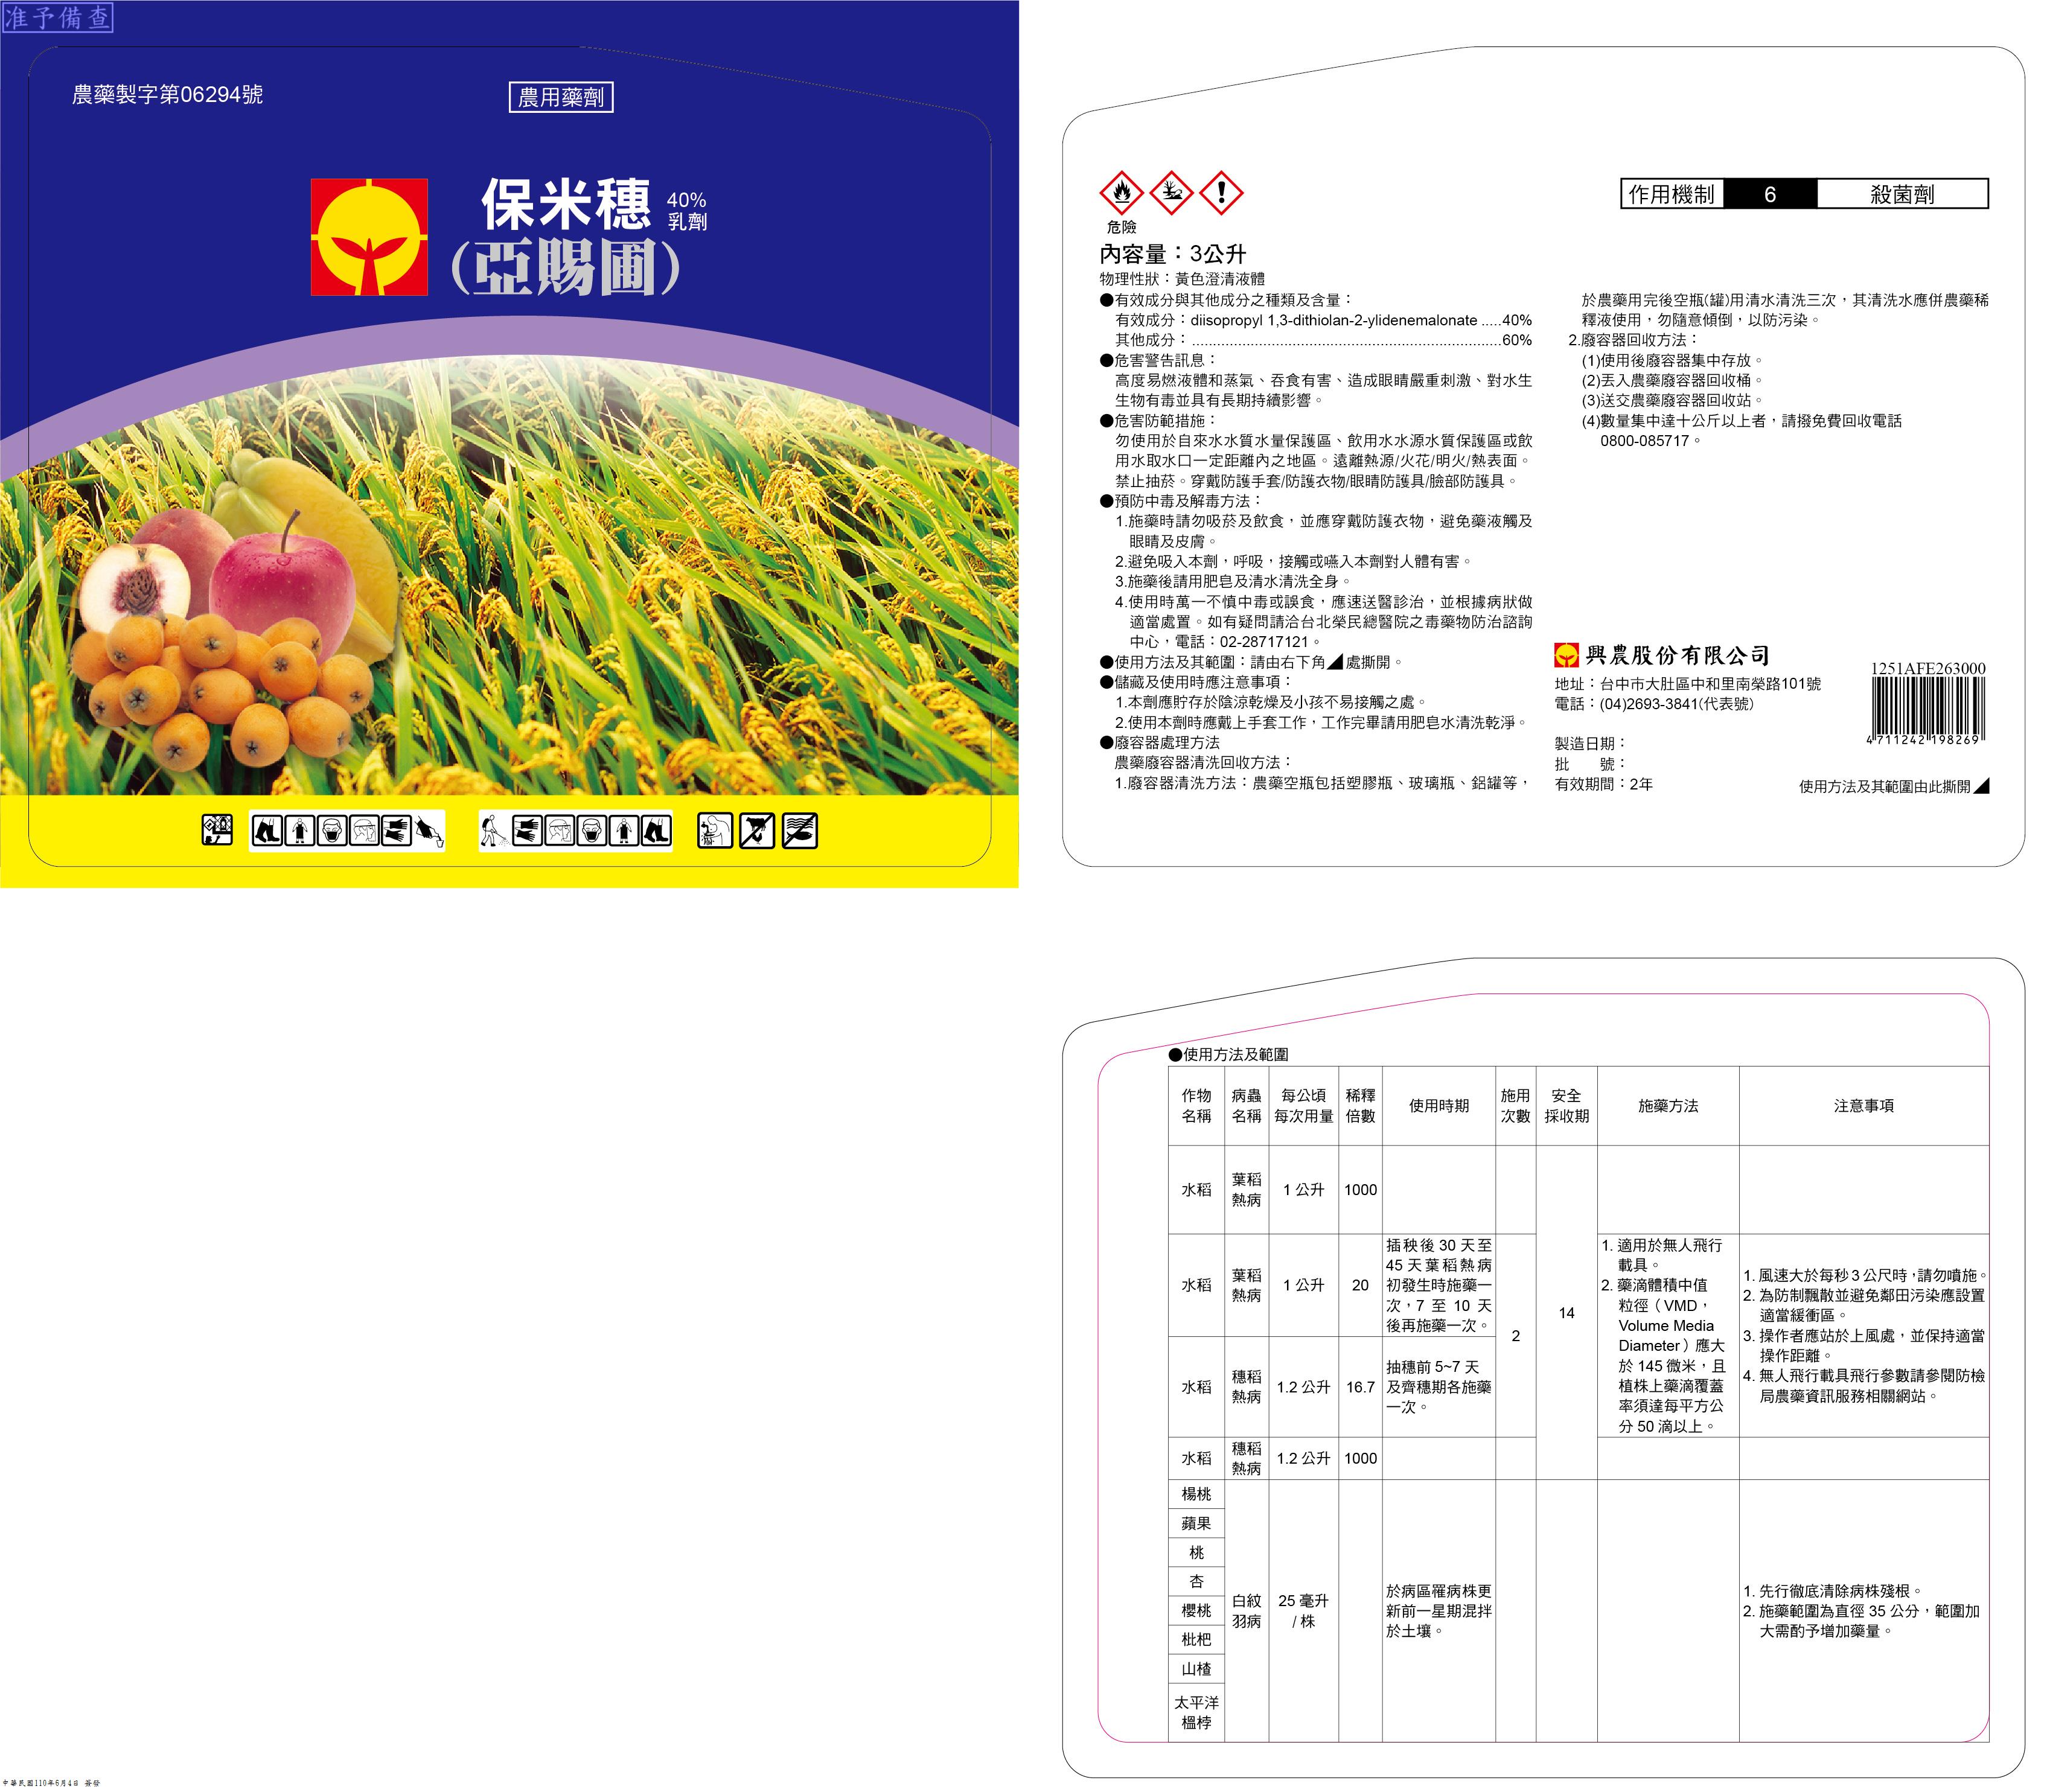 准予備查
農藥製字第06294號
農用藥劑
保米穗
40%
乳劑
(亞賜圃)
危險
作用機制 6 殺菌劑
內容量：3公升
物理性狀：黃色澄清液體
●有效成分與其他成分之種類及含量：
有效成分：diisopropyl 1,3-dithiolan-2-ylidenemalonate .....40%
其他成分：..........................................................................60%
●危害警告訊息：
高度易燃液體和蒸氣、吞食有害、造成眼睛嚴重刺激、對水生
生物有毒並具有長期持續影響。
●危害防範措施：
勿使用於自來水水質水量保護區、飲用水水源水質保護區或飲
用水取水口一定距離內之地區。遠離熱源/火花/明火/熱表面。
禁止抽菸。穿戴防護手套/防護衣物/眼睛防護具/臉部防護具。
●預防中毒及解毒方法：
1.施藥時請勿吸菸及飲食，並應穿戴防護衣物，避免藥液觸及
眼睛及皮膚。
2.避免吸入本劑，呼吸，接觸或嚥入本劑對人體有害。
3.施藥後請用肥皂及清水清洗全身。
4.使用時萬一不慎中毒或誤食，應速送醫診治，並根據病狀做
適當處置。如有疑問請洽台北榮民總醫院之毒藥物防治諮詢
中心，電話：02-28717121。
●使用方法及其範圍：請由右下角◢處撕開。
●儲藏及使用時應注意事項：
1.本劑應貯存於陰涼乾燥及小孩不易接觸之處。
2.使用本劑時應戴上手套工作，工作完畢請用肥皂水清洗乾淨。
●廢容器處理方法
農藥廢容器清洗回收方法：
1.廢容器清洗方法：農藥空瓶包括塑膠瓶、玻璃瓶、鋁罐等，
於農藥用完後空瓶(罐)用清水清洗三次，其清洗水應併農藥稀
釋液使用，勿隨意傾倒，以防污染。
2.廢容器回收方法：
(1)使用後廢容器集中存放。
(2)丟入農藥廢容器回收桶。
(3)送交農藥廢容器回收站。
(4)數量集中達十公斤以上者，請撥免費回收電話
0800-085717。
興農股份有限公司
地址：台中市大肚區中和里南榮路101號
電話：(04)2693-3841(代表號)
製造日期：
批　　號：
有效期間：2年
1251AFE263000
4 711242 198269
使用方法及其範圍由此撕開◢
●使用方法及範圍
作物名稱 病蟲名稱 每公頃每次用量 稀釋倍數 使用時期 施用次數 安全採收期 施藥方法 注意事項
水稻 葉稻熱病 1 公升 1000
水稻 葉稻熱病 1 公升 20
插秧後 30 天至
45 天葉稻熱病
初發生時施藥一
次，7 至 10 天
後再施藥一次。
水稻 穗稻熱病 1.2 公升 16.7
抽穗前 5~7 天
及齊穗期各施藥
一次。
2
14
1. 適用於無人飛行
載具。
2. 藥滴體積中值
粒徑（VMD，
Volume Media
Diameter）應大
於 145 微米，且
植株上藥滴覆蓋
率須達每平方公
分 50 滴以上。
1. 風速大於每秒 3 公尺時，請勿噴施。
2. 為防制飄散並避免鄰田污染應設置
適當緩衝區。
3. 操作者應站於上風處，並保持適當
操作距離。
4. 無人飛行載具飛行參數請參閱防檢
局農藥資訊服務相關網站。
水稻 穗稻熱病 1.2 公升 1000
楊桃
蘋果
桃
杏
櫻桃
枇杷
山楂
太平洋
榲桲
白紋
羽病
25 毫升
/ 株
於病區罹病株更
新前一星期混拌
於土壤。
1. 先行徹底清除病株殘根。
2. 施藥範圍為直徑 35 公分，範圍加
大需酌予增加藥量。
中華民國110年6月4日 簽發